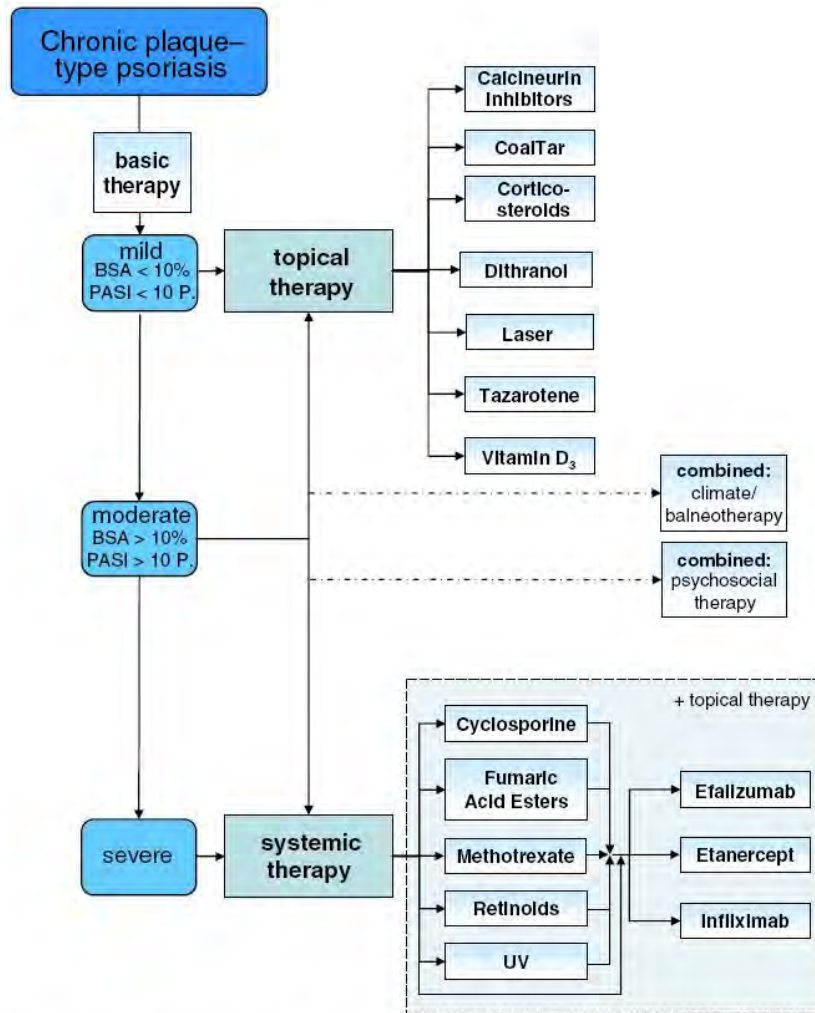 Chronic plaque–
type psoriasis
basic
therapy
mild
BSA < 10%
PASI < 10 P.
topical
therapy
Calcineurin
Inhibitors
CoalTar
Cortico-
steroids
Dithranol
Laser
Tazarotene
Vitamin D₃
combined:
climate/
balneotherapy
moderate
BSA > 10%
PASI > 10 P.
combined:
psychosocial
therapy
+ topical therapy
Cyclosporine
Fumaric
Acid Esters
Efalizumab
severe
systemic
therapy
Methotrexate
Etanercept
Retinoids
Infliximab
UV